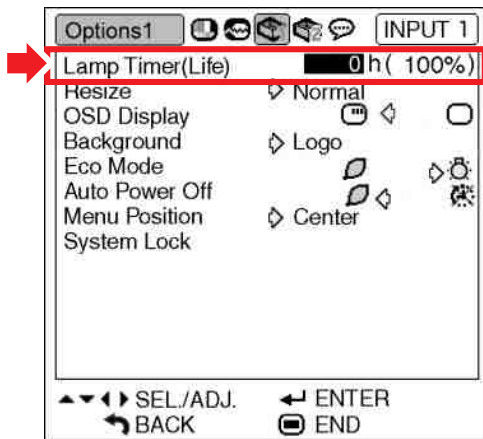 Options1 INPUT 1
Lamp Timer(Life) 0 h ( 100%)
Resize Normal
OSD Display
Background Logo
Eco Mode
Auto Power Off
Menu Position Center
System Lock
SEL./ADJ. ENTER
BACK END